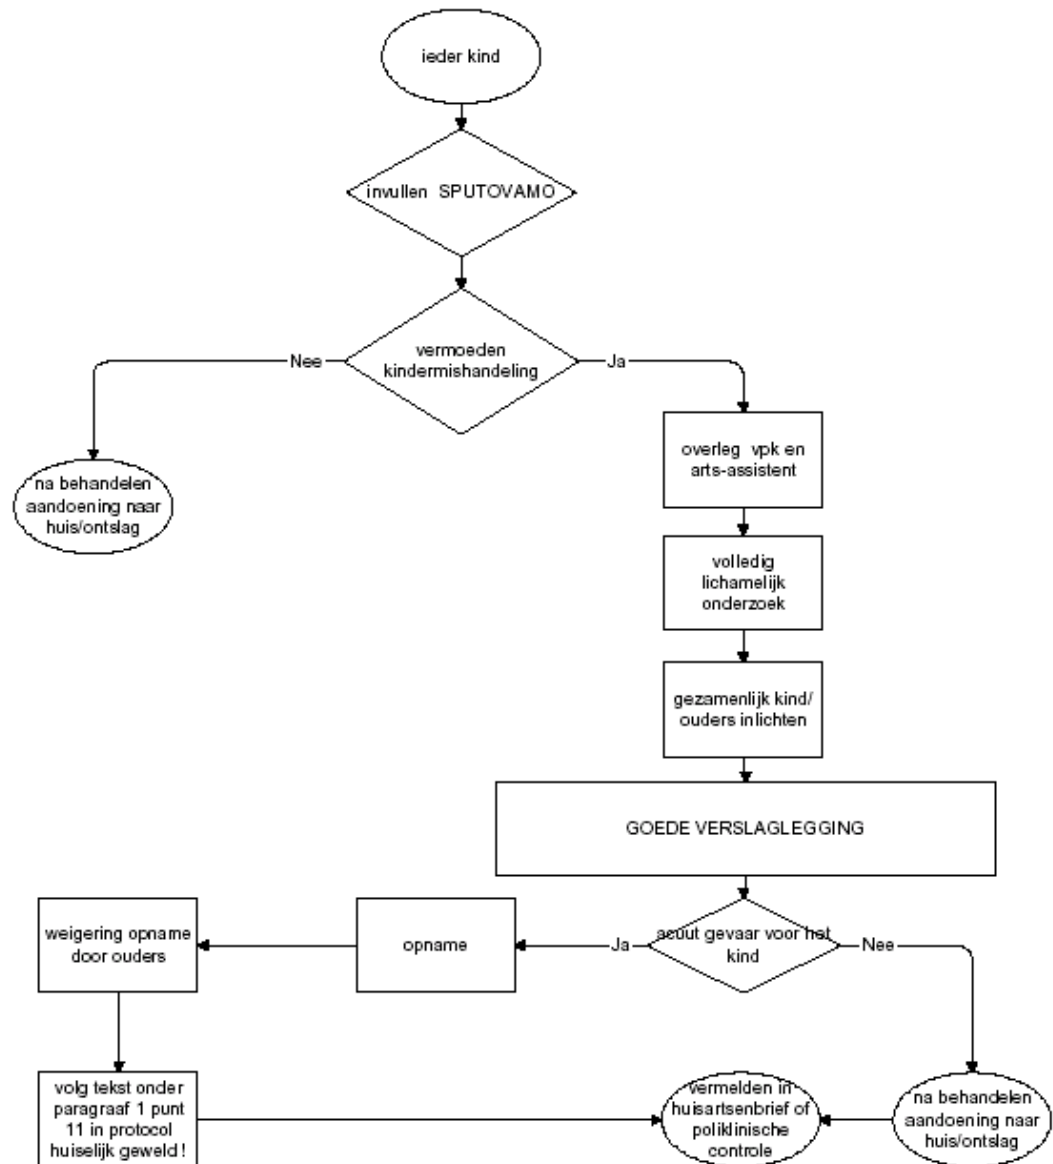 ieder kind
invullen SPUTOVAMO
vermoeden
kindermishandeling
Nee
Ja
na behandelen
aandoening naar
huis/ontslag
overleg vpk en
arts-assistent
volledig
lichamelijk
onderzoek
gezamenlijk kind/
ouders inlichten
GOEDE VERSLAGLEGGING
acuut gevaar voor het
kind
Ja
Nee
opname
weigering opname
door ouders
volg tekst onder
paragraaf 1 punt
11 in protocol
huiselijk geweld !
vermelden in
huisartsenbrief of
poliklinische
controle
na behandelen
aandoening naar
huis/ontslag